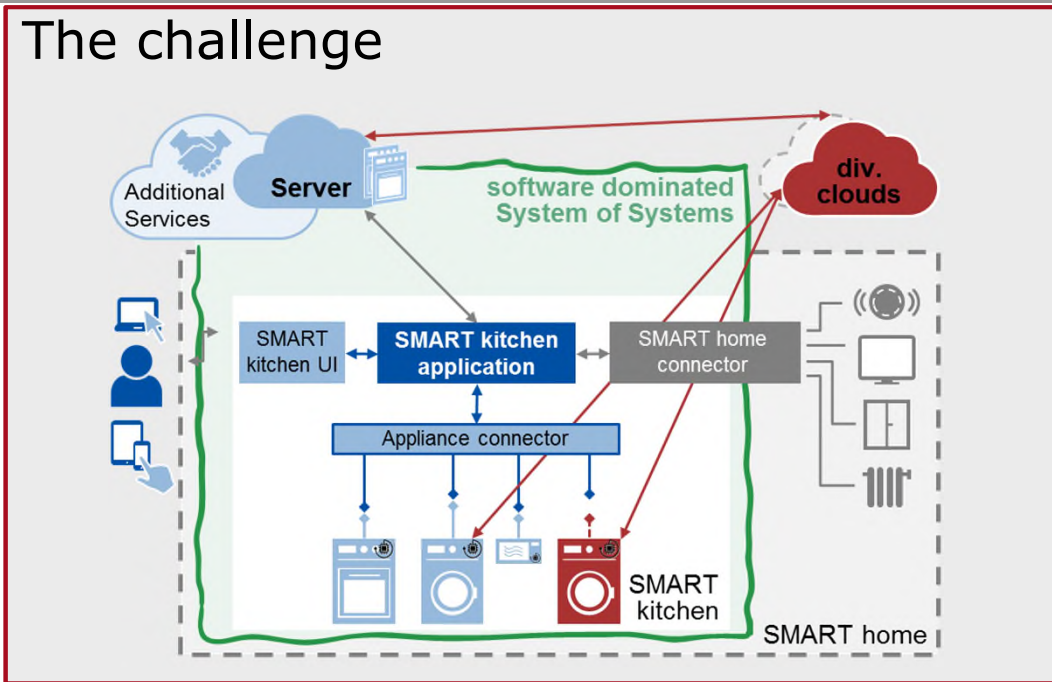 The challenge
Additional
Services
Server
software dominated
System of Systems
div.
clouds
SMART
kitchen UI
SMART kitchen
application
SMART home
connector
Appliance connector
SMART
kitchen
SMART home